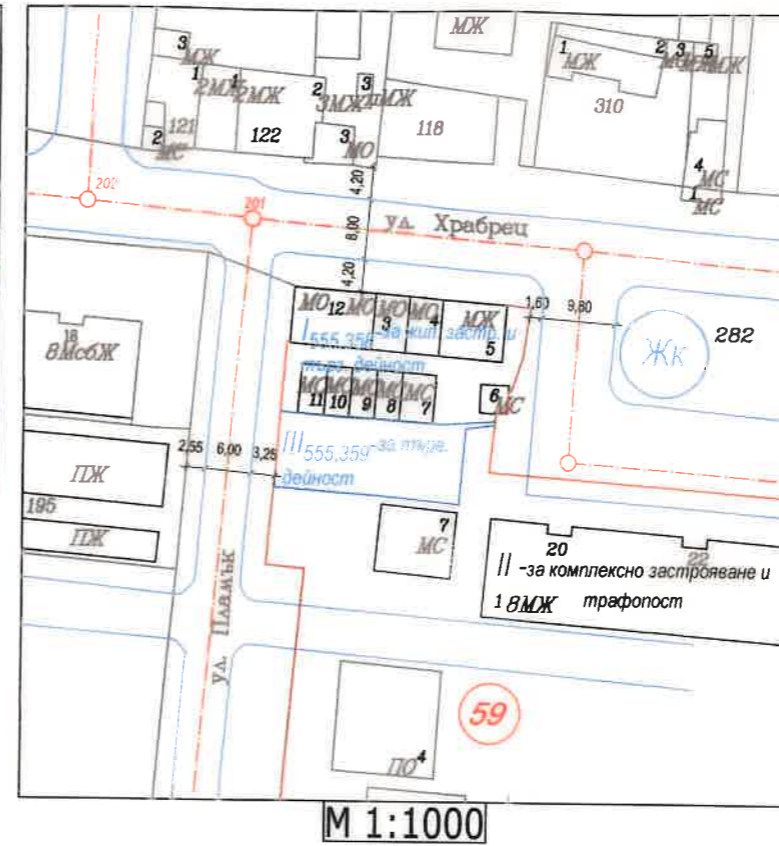 МЖ
3
МЖ
1
2МЖ
1
2МЖ
2
3МЖ
3
ПМЖ
1
МЖ
2
3
5
МЖ
310
121
122
118
2
МС
3
МО
4
МС
1
МС
202
201
4,20
8,00
4,20
ул. Храбрец
1,60
9,80
282
ЖК
МО
12
МО
МО
3
МО
4
МЖ
5
I 555,358 -за жил. застр. и
търг. дейност
18
8МсбЖ
МС
11
МС
10
МС
9
МС
8
МС
7
6
МС
III 555,359 -за търг.
дейност
2,55
6,00
3,25
ПЖ
195
ПЖ
7
МС
20
22
II -за комплексно застрояване и
1 8МЖ трафопост
ул. Пламък
59
ПО 4
М 1:1000